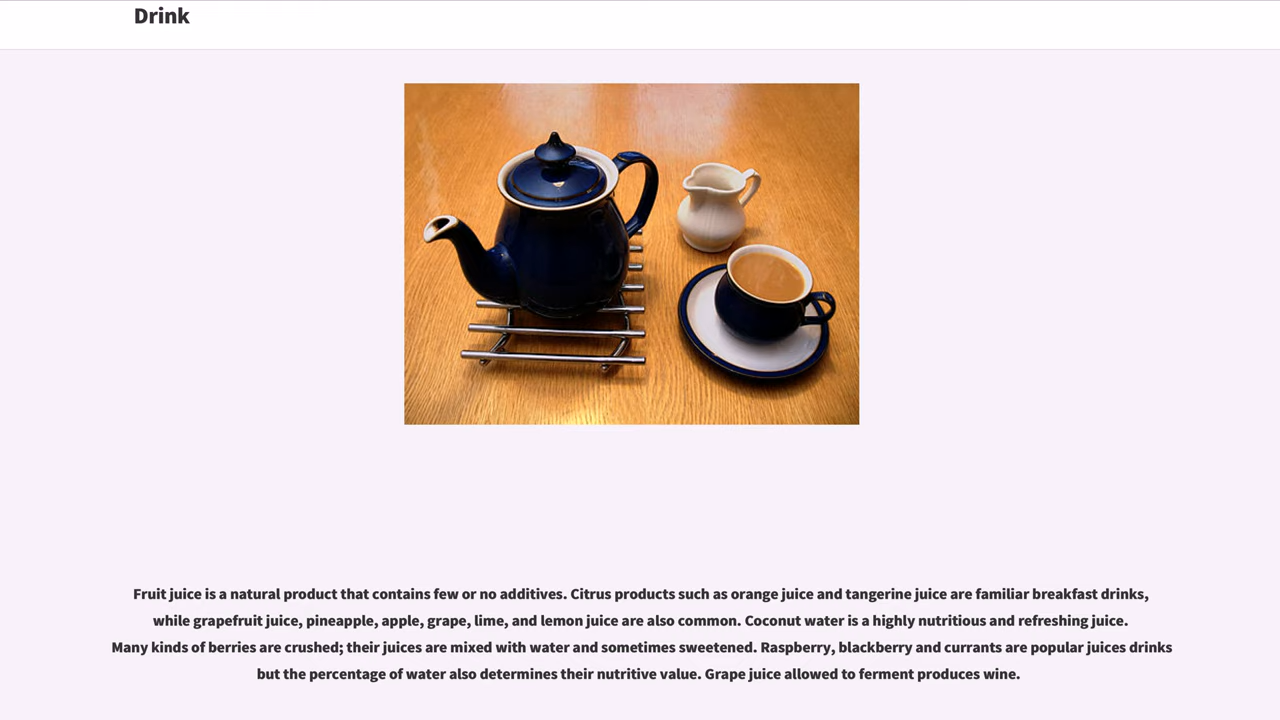 Drink
Fruit juice is a natural product that contains few or no additives. Citrus products such as orange juice and tangerine juice are familiar breakfast drinks,
while grapefruit juice, pineapple, apple, grape, lime, and lemon juice are also common. Coconut water is a highly nutritious and refreshing juice.
Many kinds of berries are crushed; their juices are mixed with water and sometimes sweetened. Raspberry, blackberry and currants are popular juices drinks
but the percentage of water also determines their nutritive value. Grape juice allowed to ferment produces wine.